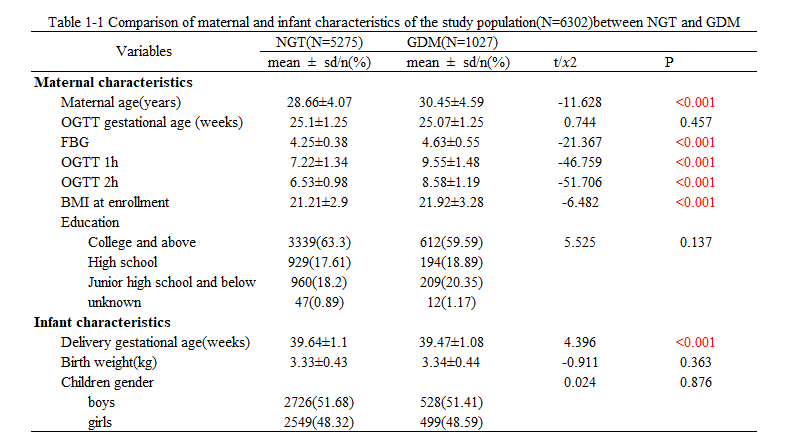 Table 1-1 Comparison of maternal and infant characteristics of the study population(N=6302)between NGT and GDM
Variables NGT(N=5275) GDM(N=1027)
mean ± sd/n(%) mean ± sd/n(%) t/x2 P
Maternal characteristics
Maternal age(years) 28.66±4.07 30.45±4.59 -11.628 <0.001
OGTT gestational age (weeks) 25.1±1.25 25.07±1.25 0.744 0.457
FBG 4.25±0.38 4.63±0.55 -21.367 <0.001
OGTT 1h 7.22±1.34 9.55±1.48 -46.759 <0.001
OGTT 2h 6.53±0.98 8.58±1.19 -51.706 <0.001
BMI at enrollment 21.21±2.9 21.92±3.28 -6.482 <0.001
Education
College and above 3339(63.3) 612(59.59) 5.525 0.137
High school 929(17.61) 194(18.89)
Junior high school and below 960(18.2) 209(20.35)
unknown 47(0.89) 12(1.17)
Infant characteristics
Delivery gestational age(weeks) 39.64±1.1 39.47±1.08 4.396 <0.001
Birth weight(kg) 3.33±0.43 3.34±0.44 -0.911 0.363
Children gender 0.024 0.876
boys 2726(51.68) 528(51.41)
girls 2549(48.32) 499(48.59)